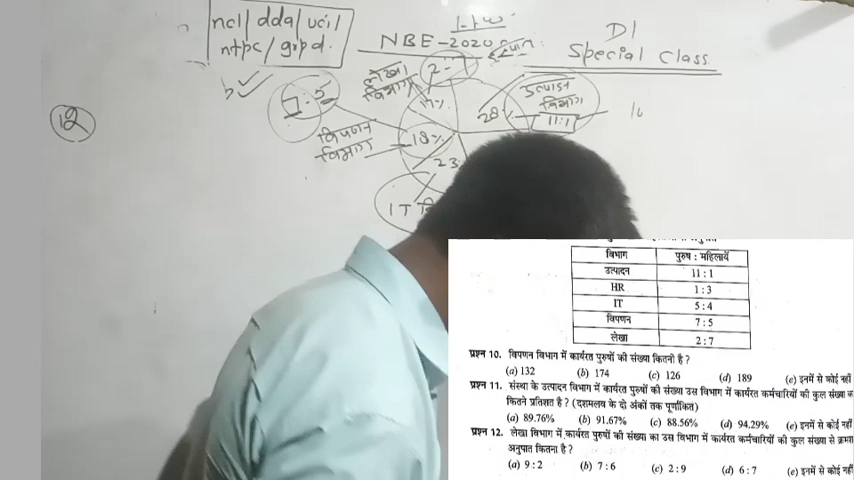 ncl/dda/uci/
ntpc/gopd.
NBE-2020
DI
Special Class
12
7:5
लेखा
विभाग
2:7
11%
उत्पादन
विभाग
11:1
28%
विपणन
विभाग
18%
23
IT वि
16
विभाग पुरुष : महिलायें
उत्पादन 11 : 1
HR 1 : 3
IT 5 : 4
विपणन 7 : 5
लेखा 2 : 7
प्रश्न 10. विपणन विभाग में कार्यरत पुरुषों की संख्या कितनी है ?
(a) 132 (b) 174 (c) 126 (d) 189 (e) इनमें से कोई नहीं
प्रश्न 11. संस्था के उत्पादन विभाग में कार्यरत पुरुषों की संख्या उस विभाग में कार्यरत कर्मचारियों की कुल संख्या का
कितने प्रतिशत है ? (दशमलव के दो अंकों तक पूर्णांकित)
(a) 89.76% (b) 91.67% (c) 88.56% (d) 94.29% (e) इनमें से कोई नहीं
प्रश्न 12. लेखा विभाग में कार्यरत पुरुषों की संख्या का उस विभाग में कार्यरत कर्मचारियों की कुल संख्या से क्रमश
अनुपात कितना है ?
(a) 9 : 2 (b) 7 : 6 (c) 2 : 9 (d) 6 : 7 (e) इनमें से कोई नहीं